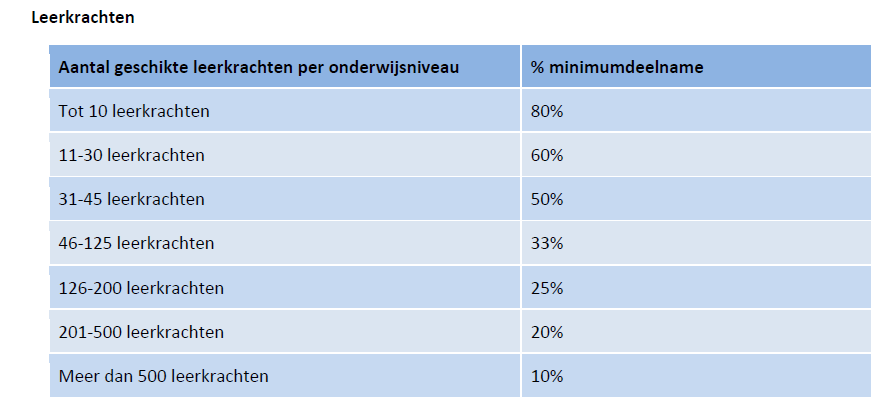 Leerkrachten
Aantal geschikte leerkrachten per onderwijsniveau % minimumdeelname
Tot 10 leerkrachten 80%
11-30 leerkrachten 60%
31-45 leerkrachten 50%
46-125 leerkrachten 33%
126-200 leerkrachten 25%
201-500 leerkrachten 20%
Meer dan 500 leerkrachten 10%